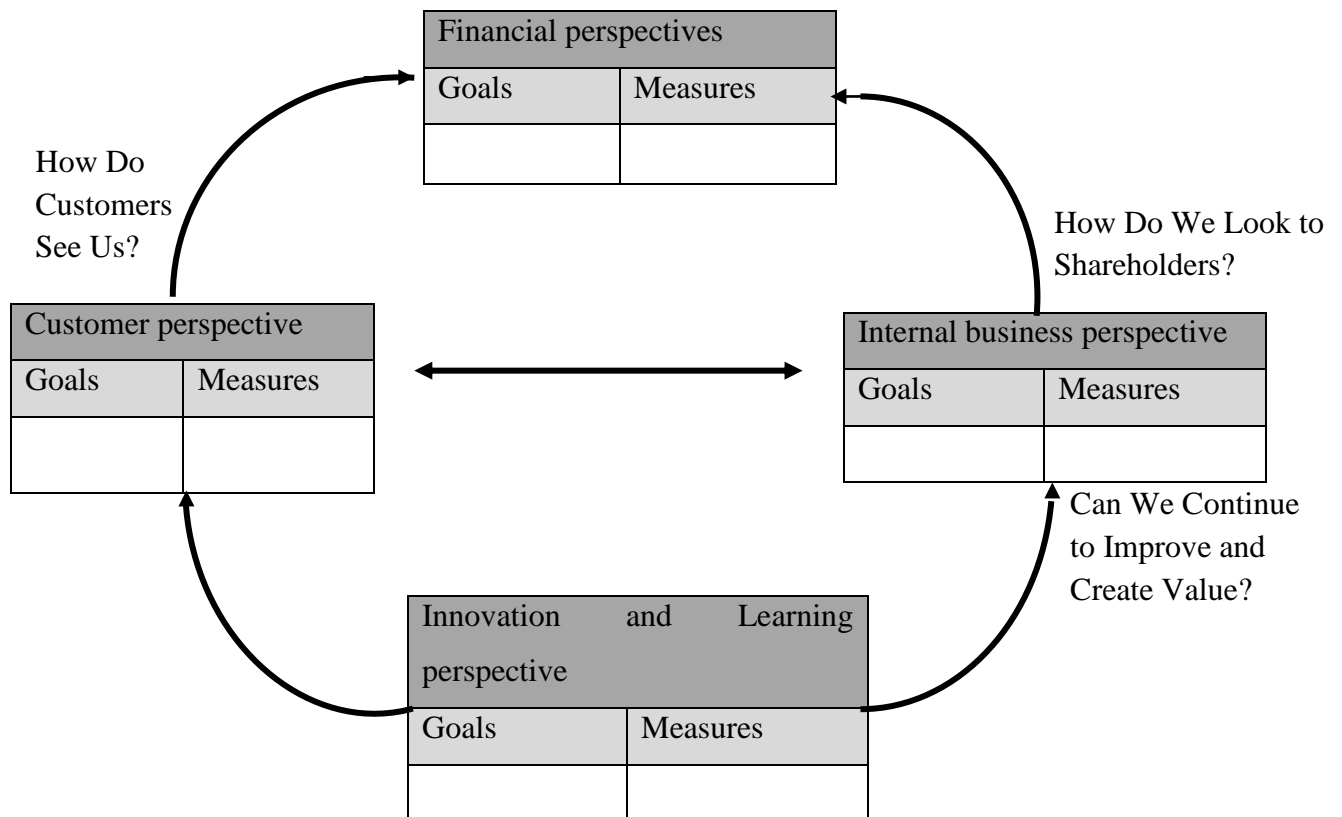 Financial perspectives
Goals Measures
How Do
Customers
See Us?
How Do We Look to
Shareholders?
Customer perspective
Goals Measures
Internal business perspective
Goals Measures
Can We Continue
to Improve and
Create Value?
Innovation and Learning
perspective
Goals Measures